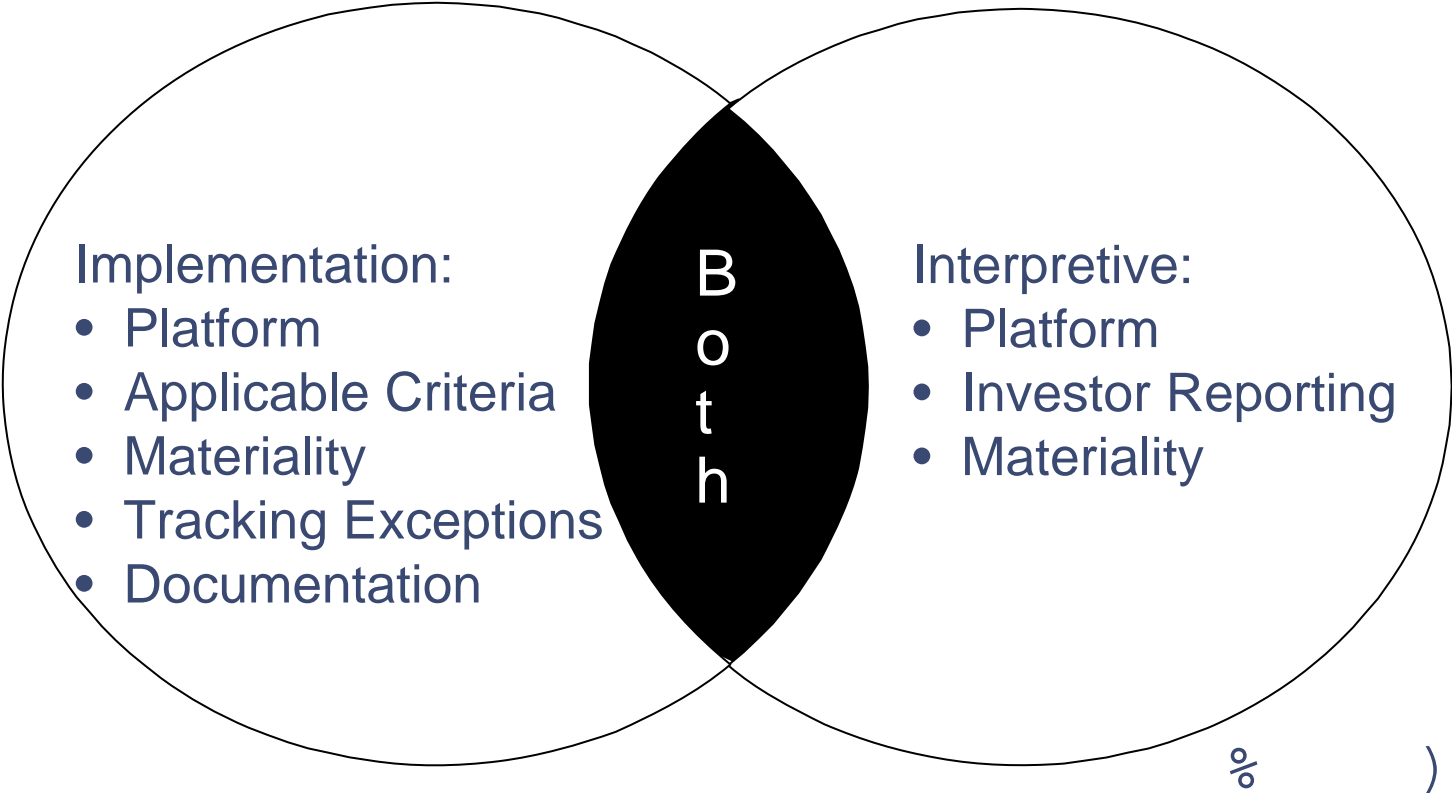 Implementation:
• Platform
• Applicable Criteria
• Materiality
• Tracking Exceptions
• Documentation
B
o
t
h
Interpretive:
• Platform
• Investor Reporting
• Materiality
% )